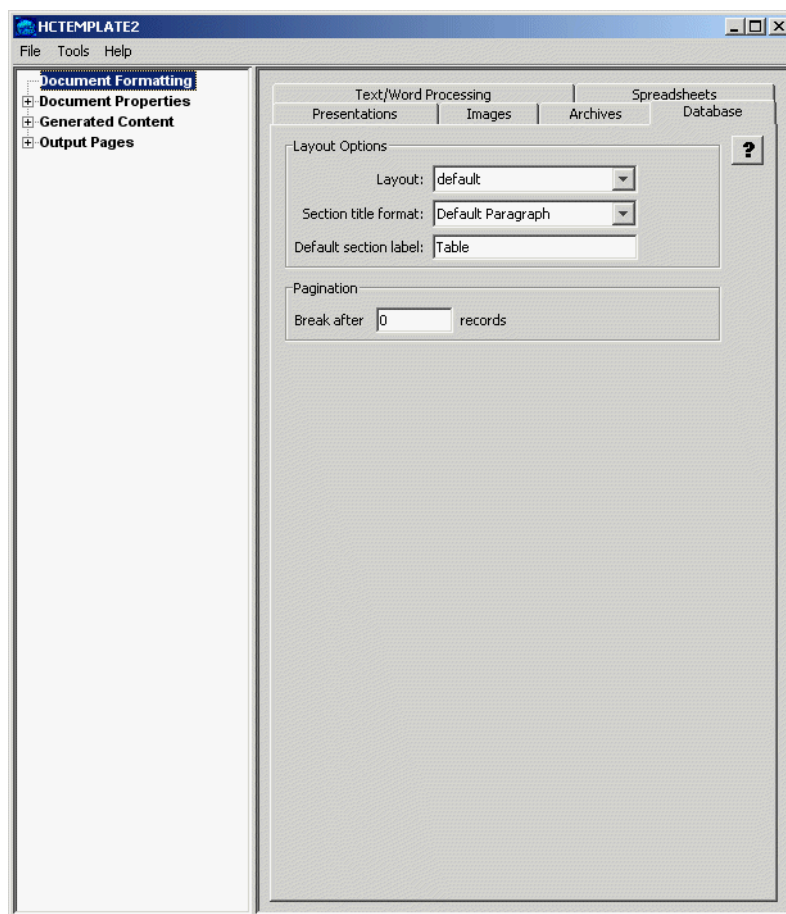 HCTEMPLATE2
File Tools Help
Document Formatting
Document Properties
Generated Content
Output Pages
Text/Word Processing Spreadsheets
Presentations Images Archives Database
Layout Options
?
Layout: default
Section title format: Default Paragraph
Default section label: Table
Pagination
Break after 0 records